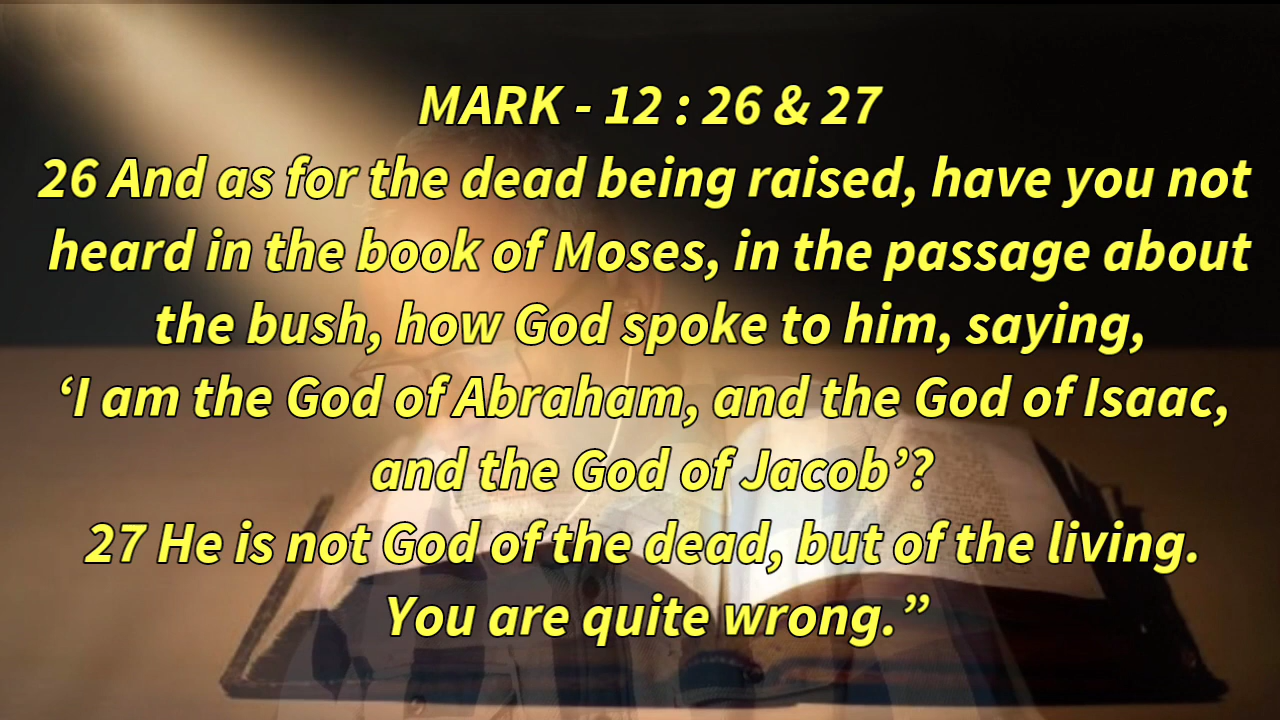 MARK - 12 : 26 & 27
26 And as for the dead being raised, have you not
heard in the book of Moses, in the passage about
the bush, how God spoke to him, saying,
‘I am the God of Abraham, and the God of Isaac,
and the God of Jacob’?
27 He is not God of the dead, but of the living.
You are quite wrong.”